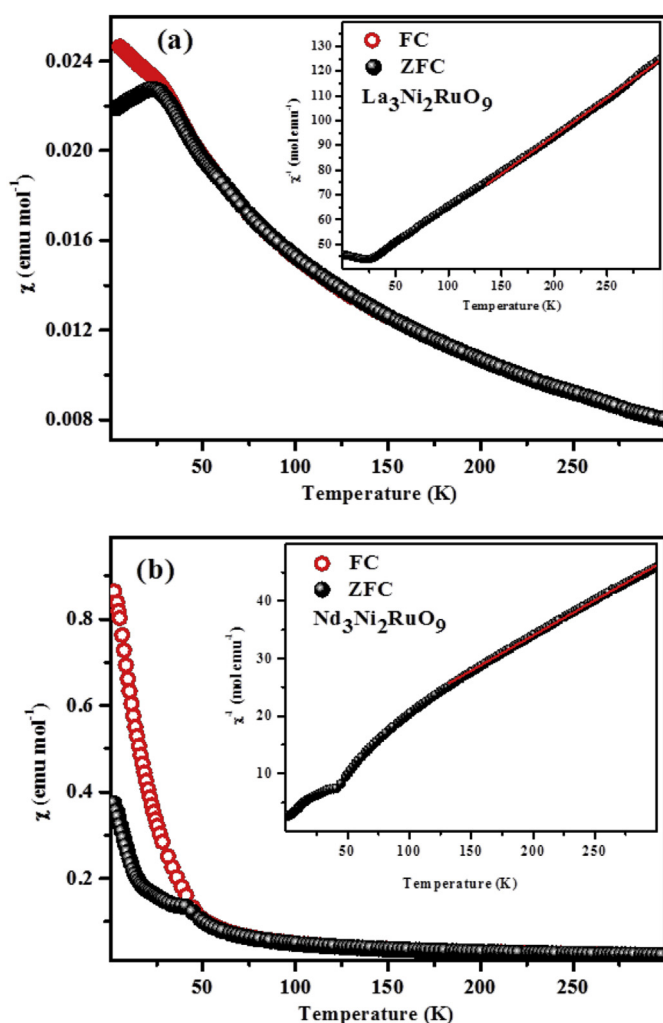 (a)
FC
ZFC
La₃Ni₂RuO₉
χ⁻¹ (mol emu⁻¹)
130
120
110
100
90
80
70
60
50
50 100 150 200 250
Temperature (K)
χ (emu mol⁻¹)
0.024
0.020
0.016
0.012
0.008
50 100 150 200 250
Temperature (K)
(b)
FC
ZFC
Nd₃Ni₂RuO₉
χ⁻¹ (mol emu⁻¹)
40
30
20
10
50 100 150 200 250
Temperature (K)
χ (emu mol⁻¹)
0.8
0.6
0.4
0.2
50 100 150 200 250
Temperature (K)